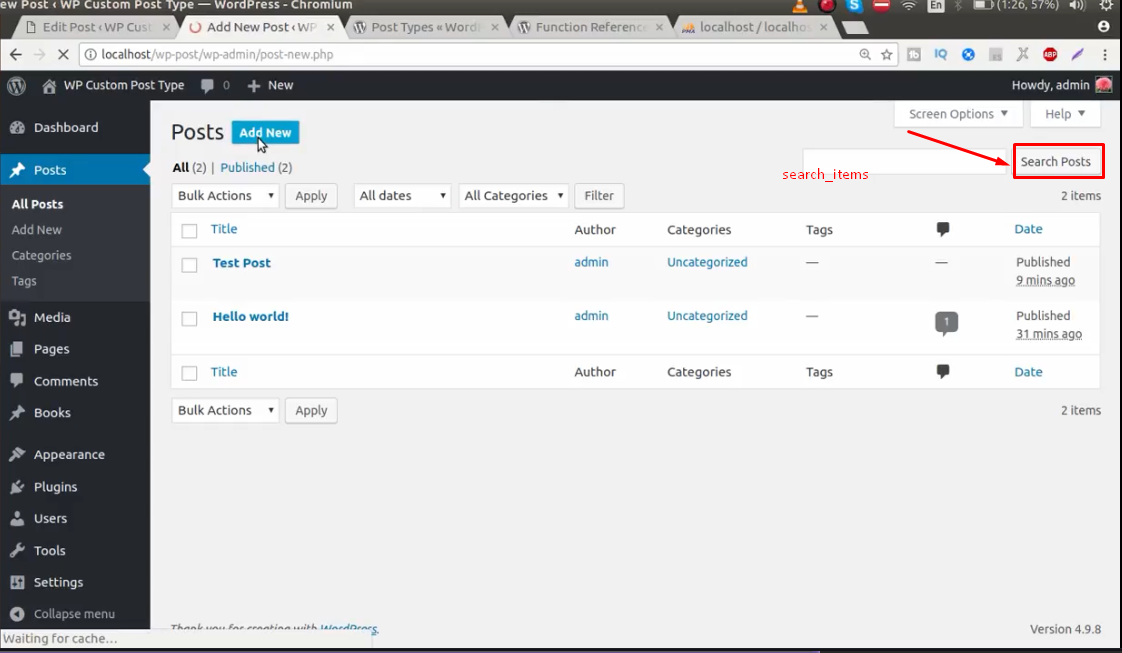 ew Post ‹ WP Custom Post Type — WordPress - Chromium
En (1:26, 57%)
Edit Post ‹ WP Cust × Add New Post ‹ WP × Post Types « Word × Function Reference × localhost / localhos ×
localhost/wp-post/wp-admin/post-new.php
IQ ABP
WP Custom Post Type 0 + New Howdy, admin
Screen Options ▼ Help ▼
Dashboard
Posts
All Posts
Add New
Categories
Tags
Media
Pages
Comments
Books
Appearance
Plugins
Users
Tools
Settings
Collapse menu
Posts Add New
All (2) | Published (2)
search_items
Search Posts
Bulk Actions Apply All dates All Categories Filter 2 items
Title Author Categories Tags Date
Test Post admin Uncategorized — — Published
9 mins ago
Hello world! admin Uncategorized — 1 Published
31 mins ago
Title Author Categories Tags Date
Bulk Actions Apply 2 items
Thank you for creating with WordPress.
Version 4.9.8
Waiting for cache...